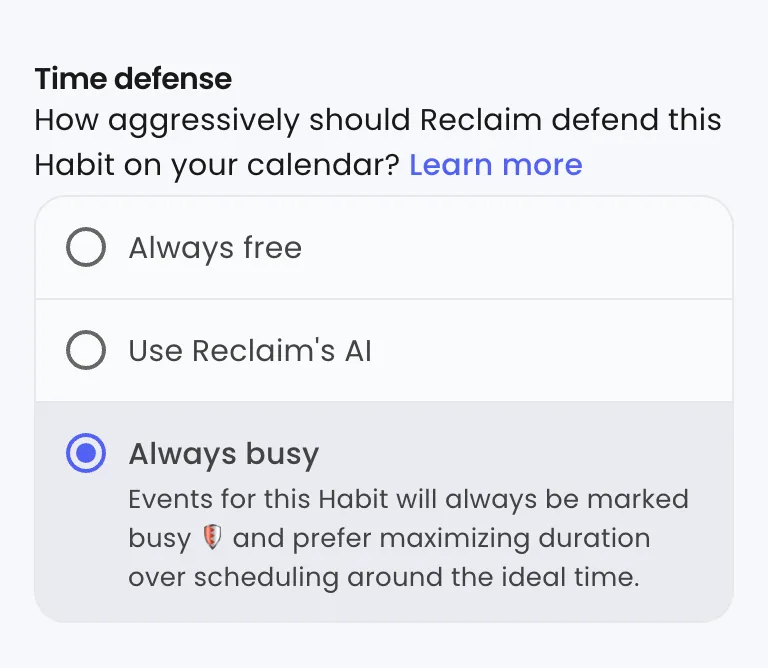 Time defense
How aggressively should Reclaim defend this
Habit on your calendar? Learn more
Always free
Use Reclaim's AI
Always busy
Events for this Habit will always be marked
busy 🛡️ and prefer maximizing duration
over scheduling around the ideal time.